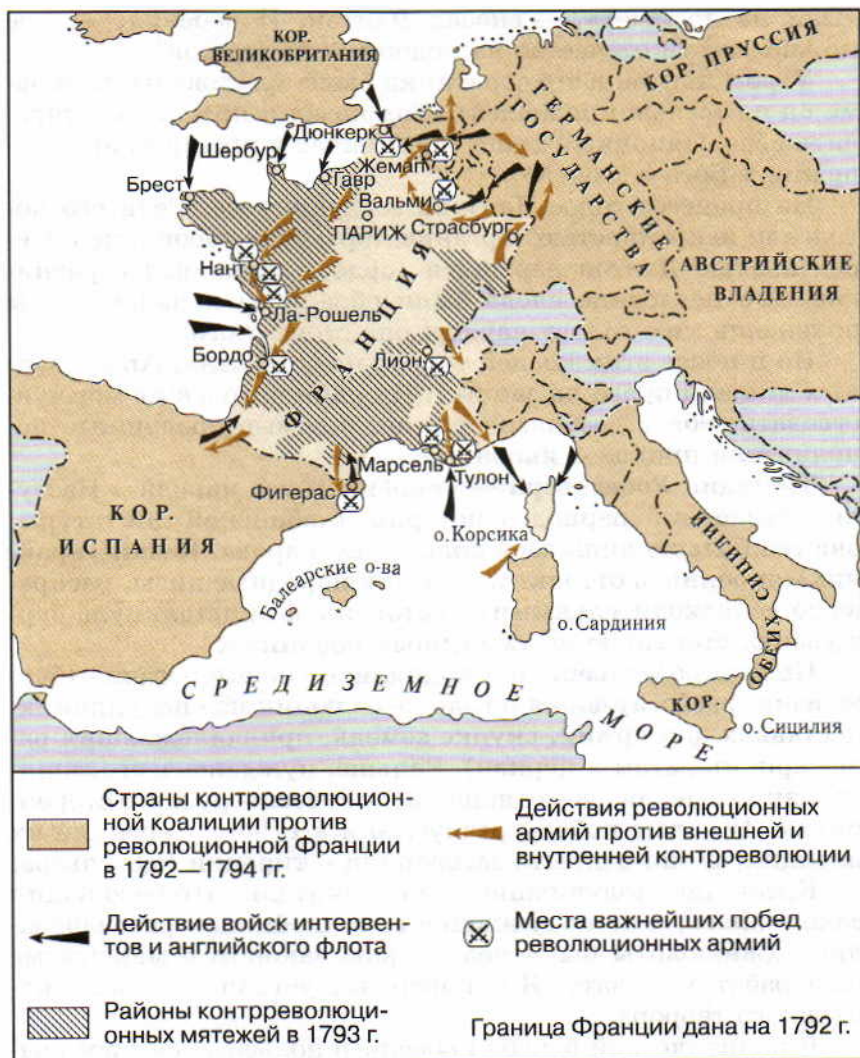 КОР.
ВЕЛИКОБРИТАНИЯ
КОР. ПРУССИЯ
ГЕРМАНСКИЕ
ГОСУДАРСТВА
Дюнкерк
Шербур
Жемапп
Брест
Гавр
Вальми
ПАРИЖ
Страсбург
АВСТРИЙСКИЕ
ВЛАДЕНИЯ
Нант
Ла-Рошель
ФРАНЦИЯ
Бордо
Лион
Марсель
Тулон
Фигерас
КОР.
ИСПАНИЯ
о.Корсика
Балеарские о-ва
о.Сардиния
КОР.
ОБЕИХ
СИЦИЛИЙ
о.Сицилия
СРЕДИЗЕМНОЕ
МОРЕ
Страны контрреволюцион-
ной коалиции против
революционной Франции
в 1792—1794 гг.
Действие войск интервен-
тов и английского флота
Районы контрреволюци-
онных мятежей в 1793 г.
Действия революционных
армий против внешней и
внутренней контрреволюции
Места важнейших побед
революционных армий
Граница Франции дана на 1792 г.